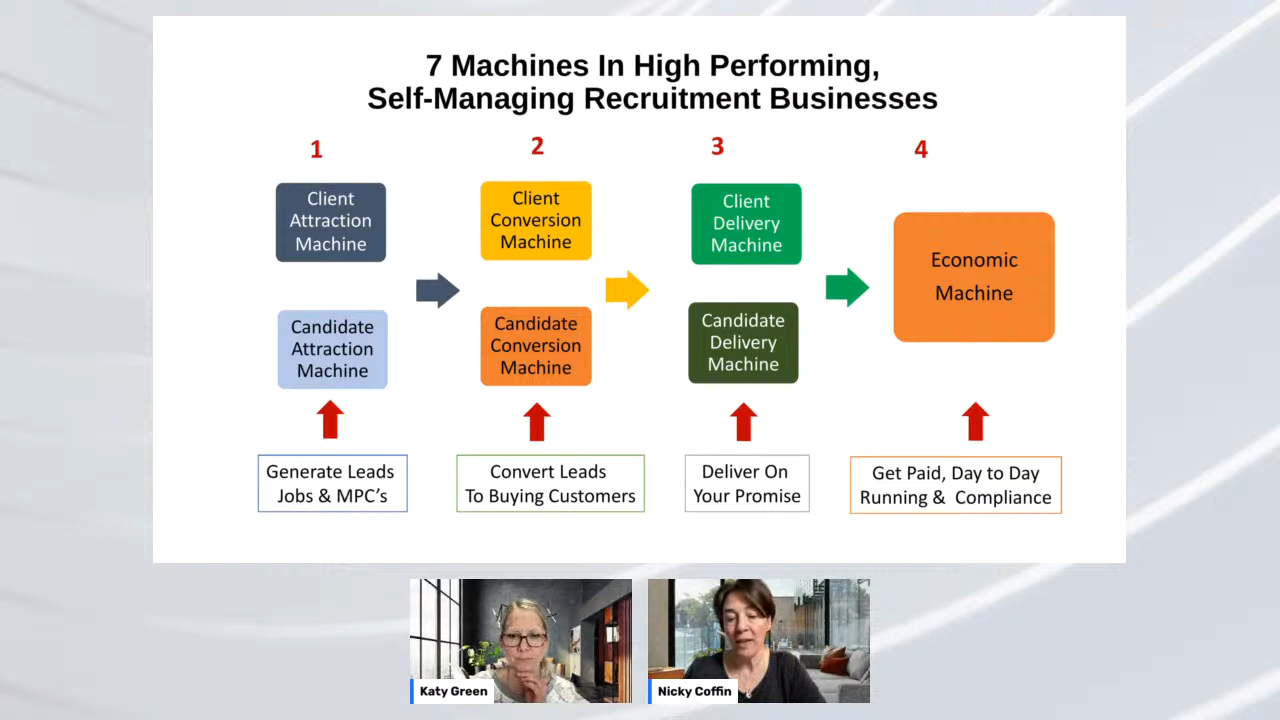 7 Machines In High Performing,
Self-Managing Recruitment Businesses
1
2
3
4
Client
Attraction
Machine
Client
Conversion
Machine
Client
Delivery
Machine
Economic
Machine
Candidate
Attraction
Machine
Candidate
Conversion
Machine
Candidate
Delivery
Machine
Generate Leads
Jobs & MPC’s
Convert Leads
To Buying Customers
Deliver On
Your Promise
Get Paid, Day to Day
Running & Compliance
Katy Green
Nicky Coffin